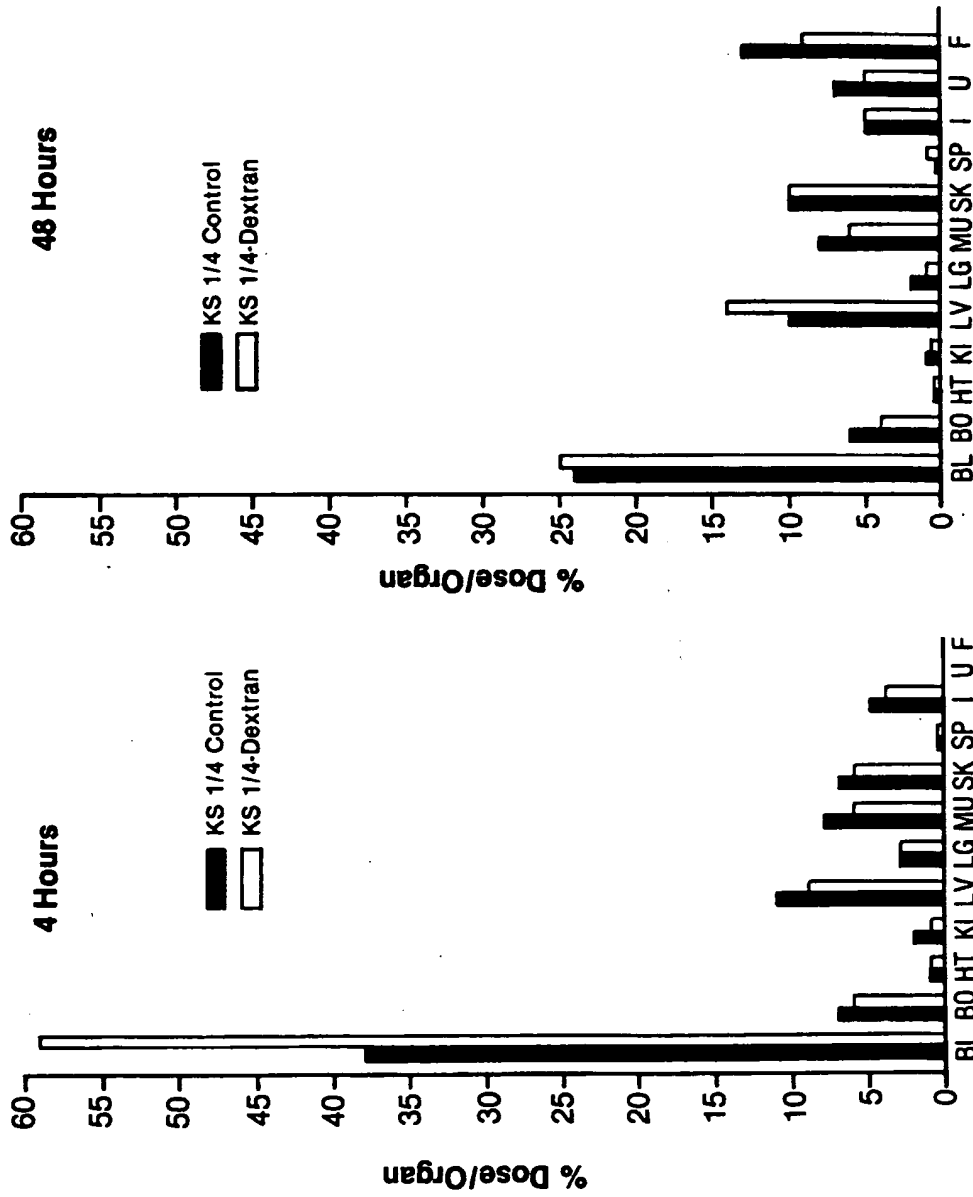 4 Hours
KS 1/4 Control
KS 1/4-Dextran
% Dose/Organ
60
55
50
45
40
35
30
25
20
15
10
5
0
BL BO HT KI LV LG MU SK SP I U F
48 Hours
KS 1/4 Control
KS 1/4-Dextran
% Dose/Organ
60
55
50
45
40
35
30
25
20
15
10
5
0
BL BO HT KI LV LG MU SK SP I U F